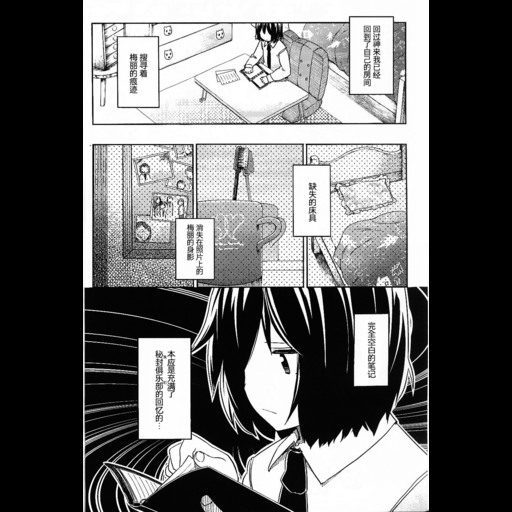 回过神来我已经
回到了自己的房间
搜寻着
梅丽的痕迹
缺失的床具
消失在照片上的
梅丽的身影
完全空白的笔记
本应是充满了
秘封俱乐部的回忆的…